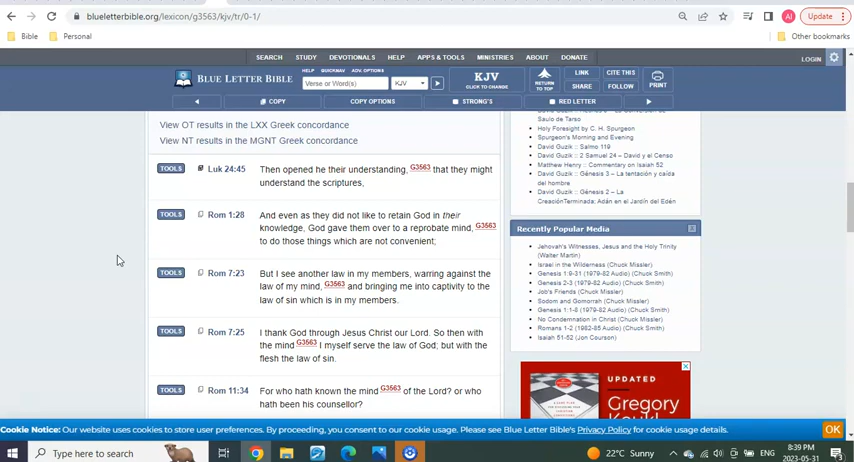 blueletterbible.org/lexicon/g3563/kjv/tr/0-1/
AI
Update
Bible
Personal
Other bookmarks
SEARCH STUDY DEVOTIONALS HELP APPS & TOOLS MINISTRIES ABOUT DONATE
LOGIN
BLUE LETTER BIBLE
HELP QUICKNAV ADV. OPTIONS
Verse or Word(s)
KJV
KJV
CLICK TO CHANGE
RETURN
TO TOP
LINK
SHARE
CITE THIS
FOLLOW
PRINT
COPY
COPY OPTIONS
STRONG'S
RED LETTER
View OT results in the LXX Greek concordance
View NT results in the MGNT Greek concordance
TOOLS
Luk 24:45
Then opened he their understanding, G3563 that they might
understand the scriptures,
TOOLS
Rom 1:28
And even as they did not like to retain God in their
knowledge, God gave them over to a reprobate mind, G3563
to do those things which are not convenient;
TOOLS
Rom 7:23
But I see another law in my members, warring against the
law of my mind, G3563 and bringing me into captivity to the
law of sin which is in my members.
TOOLS
Rom 7:25
I thank God through Jesus Christ our Lord. So then with
the mind G3563 I myself serve the law of God; but with the
flesh the law of sin.
TOOLS
Rom 11:34
For who hath known the mind G3563 of the Lord? or who
hath been his counsellor?
Saulo de Tarso
Holy Foresight by C. H. Spurgeon
Spurgeon's Morning and Evening
David Guzik :: Salmo 119
David Guzik :: 2 Samuel 24 – David y el Censo
Matthew Henry :: Commentary on Isaiah 52
David Guzik :: Génesis 3 – La tentación y caída
del hombre
David Guzik :: Génesis 2 – La
CreaciónTerminada; Adán en el Jardín del Edén
Recently Popular Media
Jehovah's Witnesses, Jesus and the Holy Trinity
(Walter Martin)
Israel in the Wilderness (Chuck Missler)
Genesis 1:9-31 (1979-82 Audio) (Chuck Smith)
Genesis 2-3 (1979-82 Audio) (Chuck Smith)
Job's Friends (Chuck Missler)
Sodom and Gomorrah (Chuck Missler)
Genesis 1:1-8 (1979-82 Audio) (Chuck Smith)
No Condemnation in Christ (Chuck Missler)
Romans 1-2 (1982-85 Audio) (Chuck Smith)
Isaiah 51-52 (Jon Courson)
UPDATED
Gregory
Cookie Notice: Our website uses cookies to store user preferences. By proceeding, you consent to our cookie usage. Please see Blue Letter Bible's Privacy Policy for cookie usage details.
OK
Type here to search
22°C Sunny
ENG
8:39 PM
2023-05-31